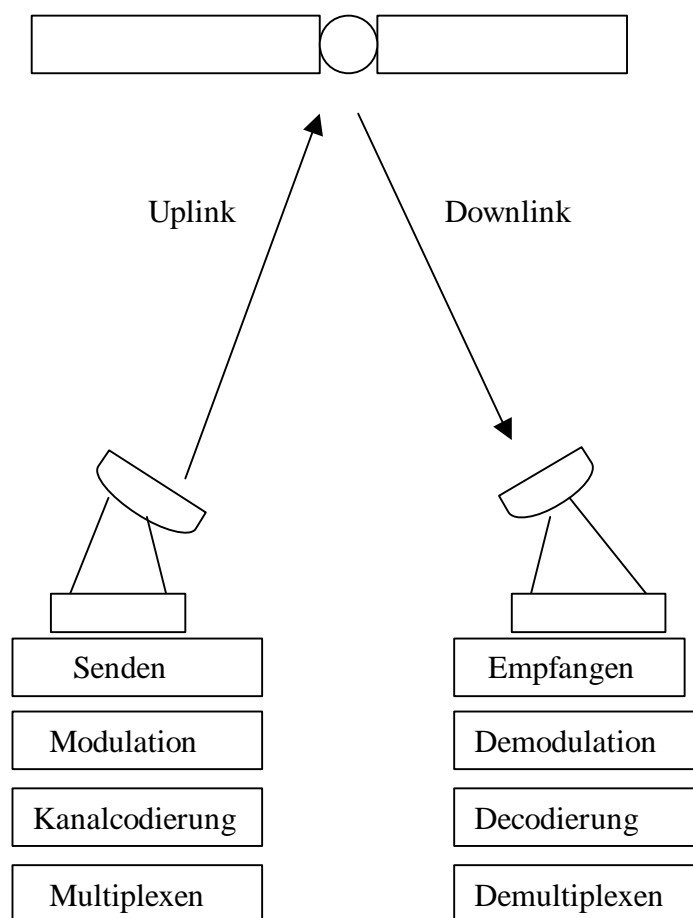 Uplink
Downlink
Senden
Empfangen
Modulation
Demodulation
Kanalcodierung
Decodierung
Multiplexen
Demultiplexen